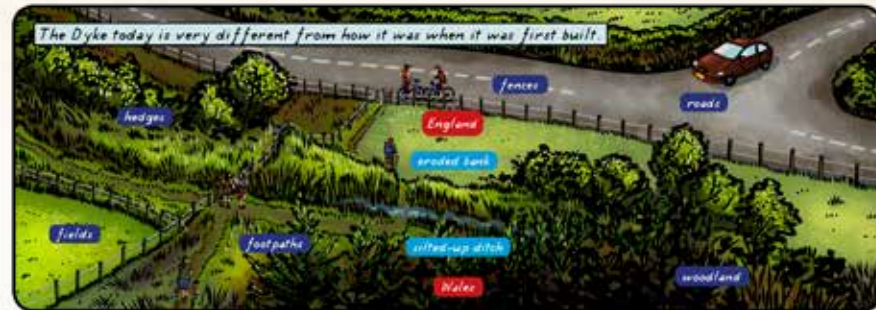 The Dyke today is very different from how it was when it was first built.
fences
roads
hedges
England
eroded bank
fields
footpaths
silted-up ditch
woodland
Wales